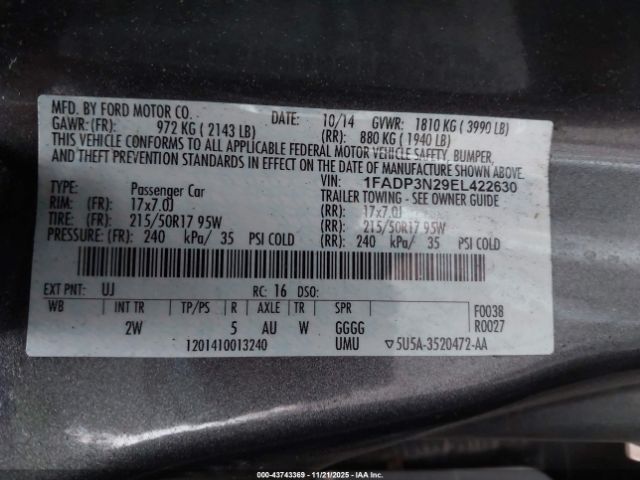 MFD. BY FORD MOTOR CO. DATE: 10/14 GVWR: 1810 KG ( 3990 LB)
GAWR: (FR): 972 KG ( 2143 LB) (RR): 880 KG ( 1940 LB)
THIS VEHICLE CONFORMS TO ALL APPLICABLE FEDERAL MOTOR VEHICLE SAFETY, BUMPER,
AND THEFT PREVENTION STANDARDS IN EFFECT ON THE DATE OF MANUFACTURE SHOWN ABOVE.
VIN: 1FADP3N29EL422630
TYPE: Passenger Car TRAILER TOWING - SEE OWNER GUIDE
RIM: (FR): 17x7.0J (RR): 17x7.0J
TIRE: (FR): 215/50R17 95W (RR): 215/50R17 95W
PRESSURE: (FR): 240 kPa/ 35 PSI COLD (RR): 240 kPa/ 35 PSI COLD
EXT PNT: UJ RC: 16 DSO:
WB INT TR TP/PS R AXLE TR SPR F0038
2W 5 AU W GGGG R0027
1201410013240 UMU ▽5U5A-3520472-AA
000-43743369 - 11/21/2025 - IAAI.COM